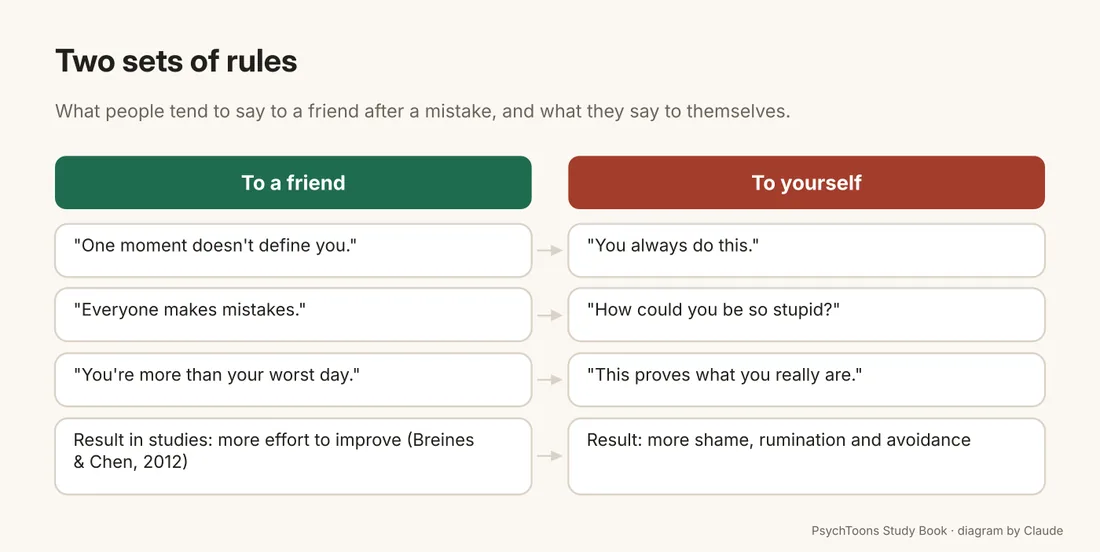 Two sets of rules
What people tend to say to a friend after a mistake, and what they say to themselves.
To a friend
To yourself
"One moment doesn't define you."
"You always do this."
"Everyone makes mistakes."
"How could you be so stupid?"
"You're more than your worst day."
"This proves what you really are."
Result in studies: more effort to improve (Breines
& Chen, 2012)
Result: more shame, rumination and avoidance
PsychToons Study Book · diagram by Claude